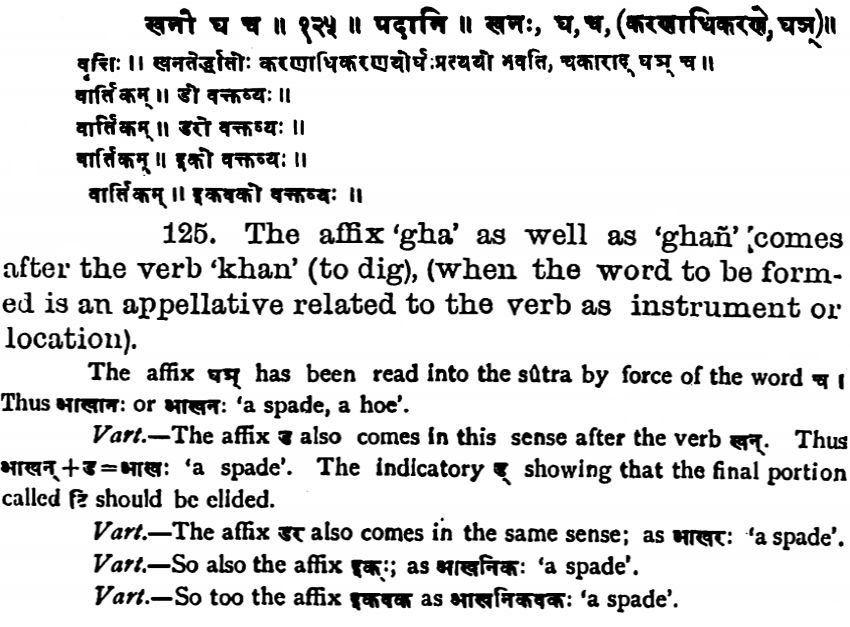 खनो घ च ॥ १२५ ॥ पदानि ॥ खनः, घ, च, (करणाधिकरणे, घञ्)॥
वृत्तिः ।। खनतेर्द्धातोः करणाधिकरणयोर्घःप्रत्ययो भवति, चकाराद् घञ् च॥
वार्तिकम् ॥ डो वक्तव्यः ॥
वार्तिकम् ॥ डरो वक्तव्यः ॥
वार्तिकम् ॥ इको वक्तव्यः ॥
वार्तिकम् ॥ इकवको वक्तव्यः ॥
125. The affix ‘gha’ as well as ‘ghañ’ comes
after the verb ‘khan’ (to dig), (when the word to be form-
ed is an appellative related to the verb as instrument or
location).
The affix घञ् has been read into the sûtra by force of the word च ।
Thus आखानः or आखनः ‘a spade, a hoe’.
Vart.—The affix ड also comes in this sense after the verb खन्. Thus
आखन्+ड=आखः ‘a spade’. The indicatory ड् showing that the final portion
called टि should be elided.
Vart.—The affix डर also comes in the same sense; as आखरः ‘a spade’.
Vart.—So also the affix इकः; as आखनिकः ‘a spade’.
Vart.—So too the affix इकवक as आखनिकवकः ‘a spade’.